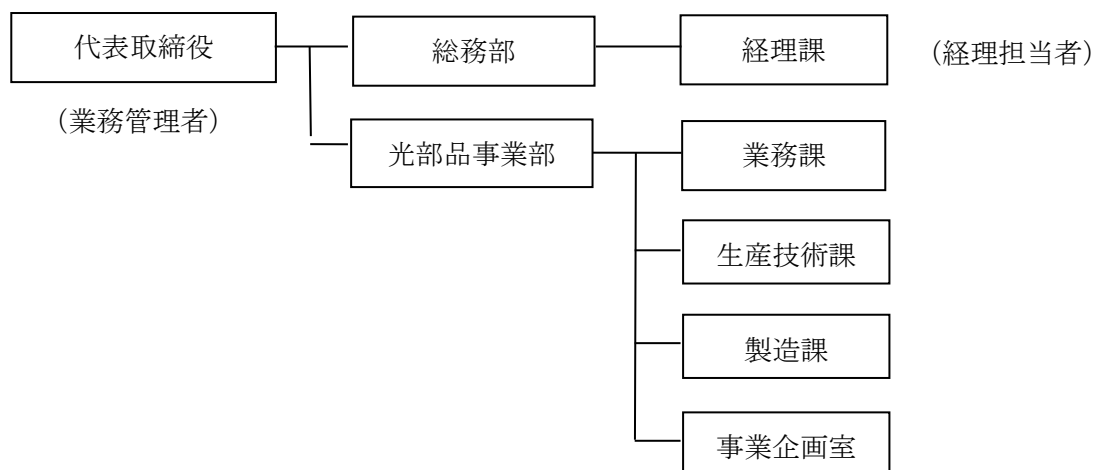 代表取締役
総務部
経理課
(経理担当者)
(業務管理者)
光部品事業部
業務課
生産技術課
製造課
事業企画室